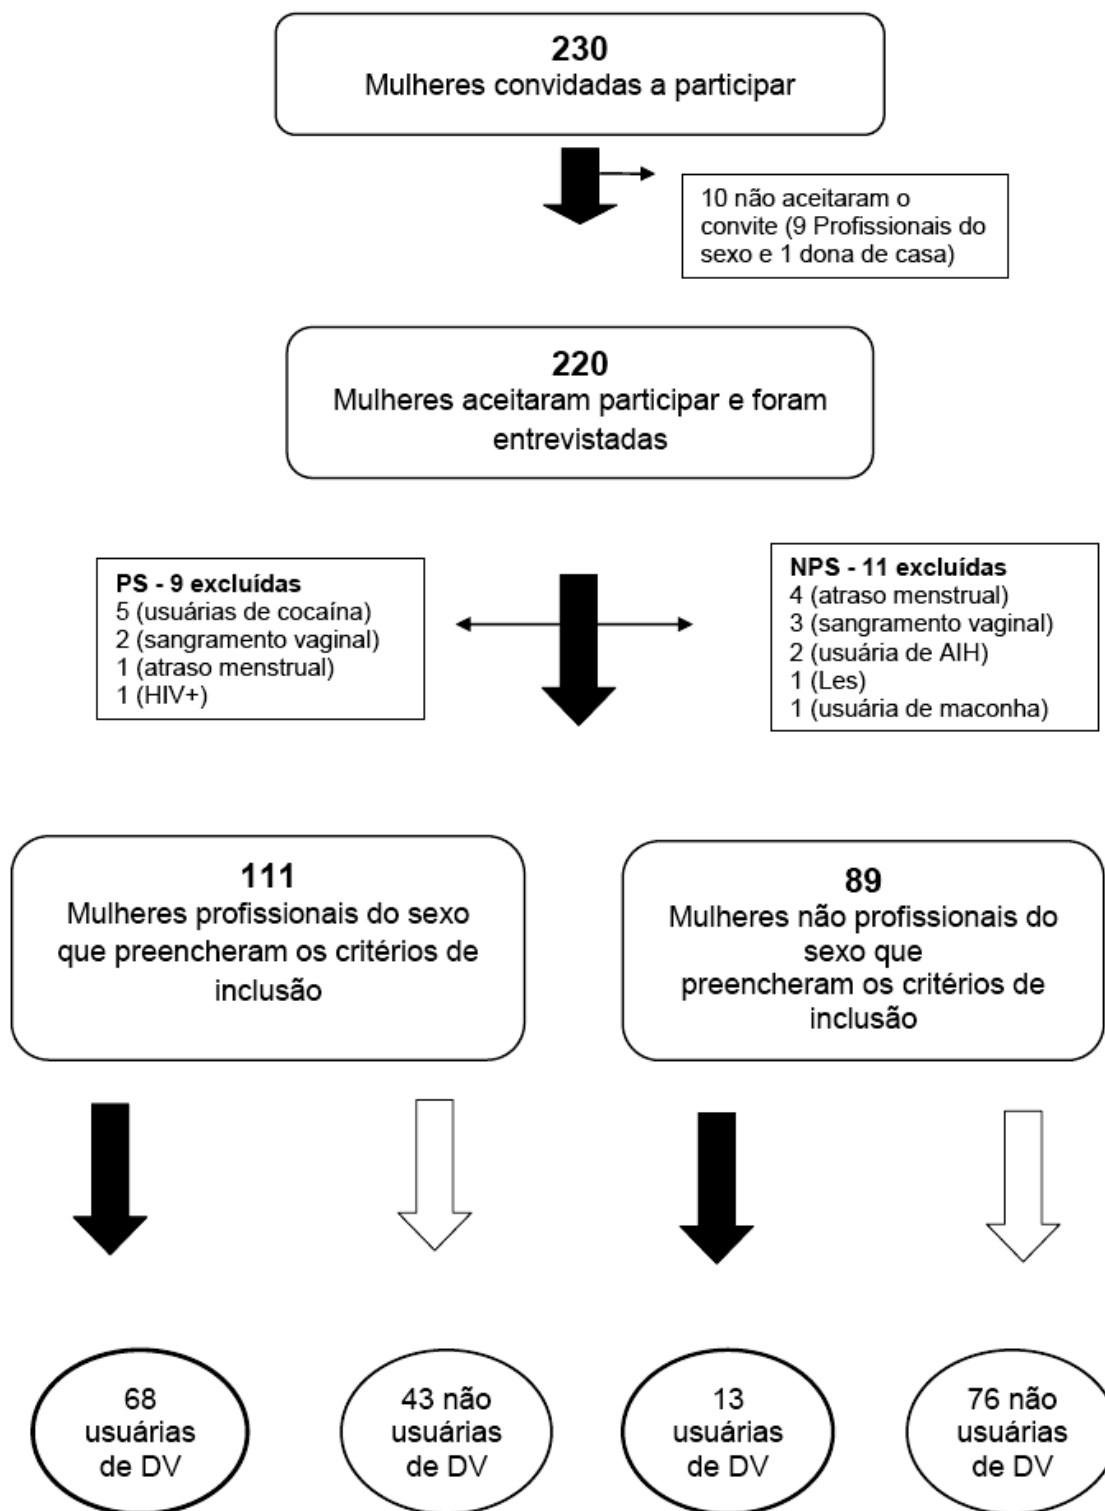 230
Mulheres convidadas a participar
10 não aceitaram o
convite (9 Profissionais do
sexo e 1 dona de casa)
220
Mulheres aceitaram participar e foram
entrevistadas
PS - 9 excluídas
5 (usuárias de cocaína)
2 (sangramento vaginal)
1 (atraso menstrual)
1 (HIV+)
NPS - 11 excluídas
4 (atraso menstrual)
3 (sangramento vaginal)
2 (usuária de AIH)
1 (Les)
1 (usuária de maconha)
111
Mulheres profissionais do sexo
que preencheram os critérios de
inclusão
89
Mulheres não profissionais do
sexo que
preencheram os critérios de
inclusão
68
usuárias
de DV
43 não
usuárias
de DV
13
usuárias
de DV
76 não
usuárias
de DV